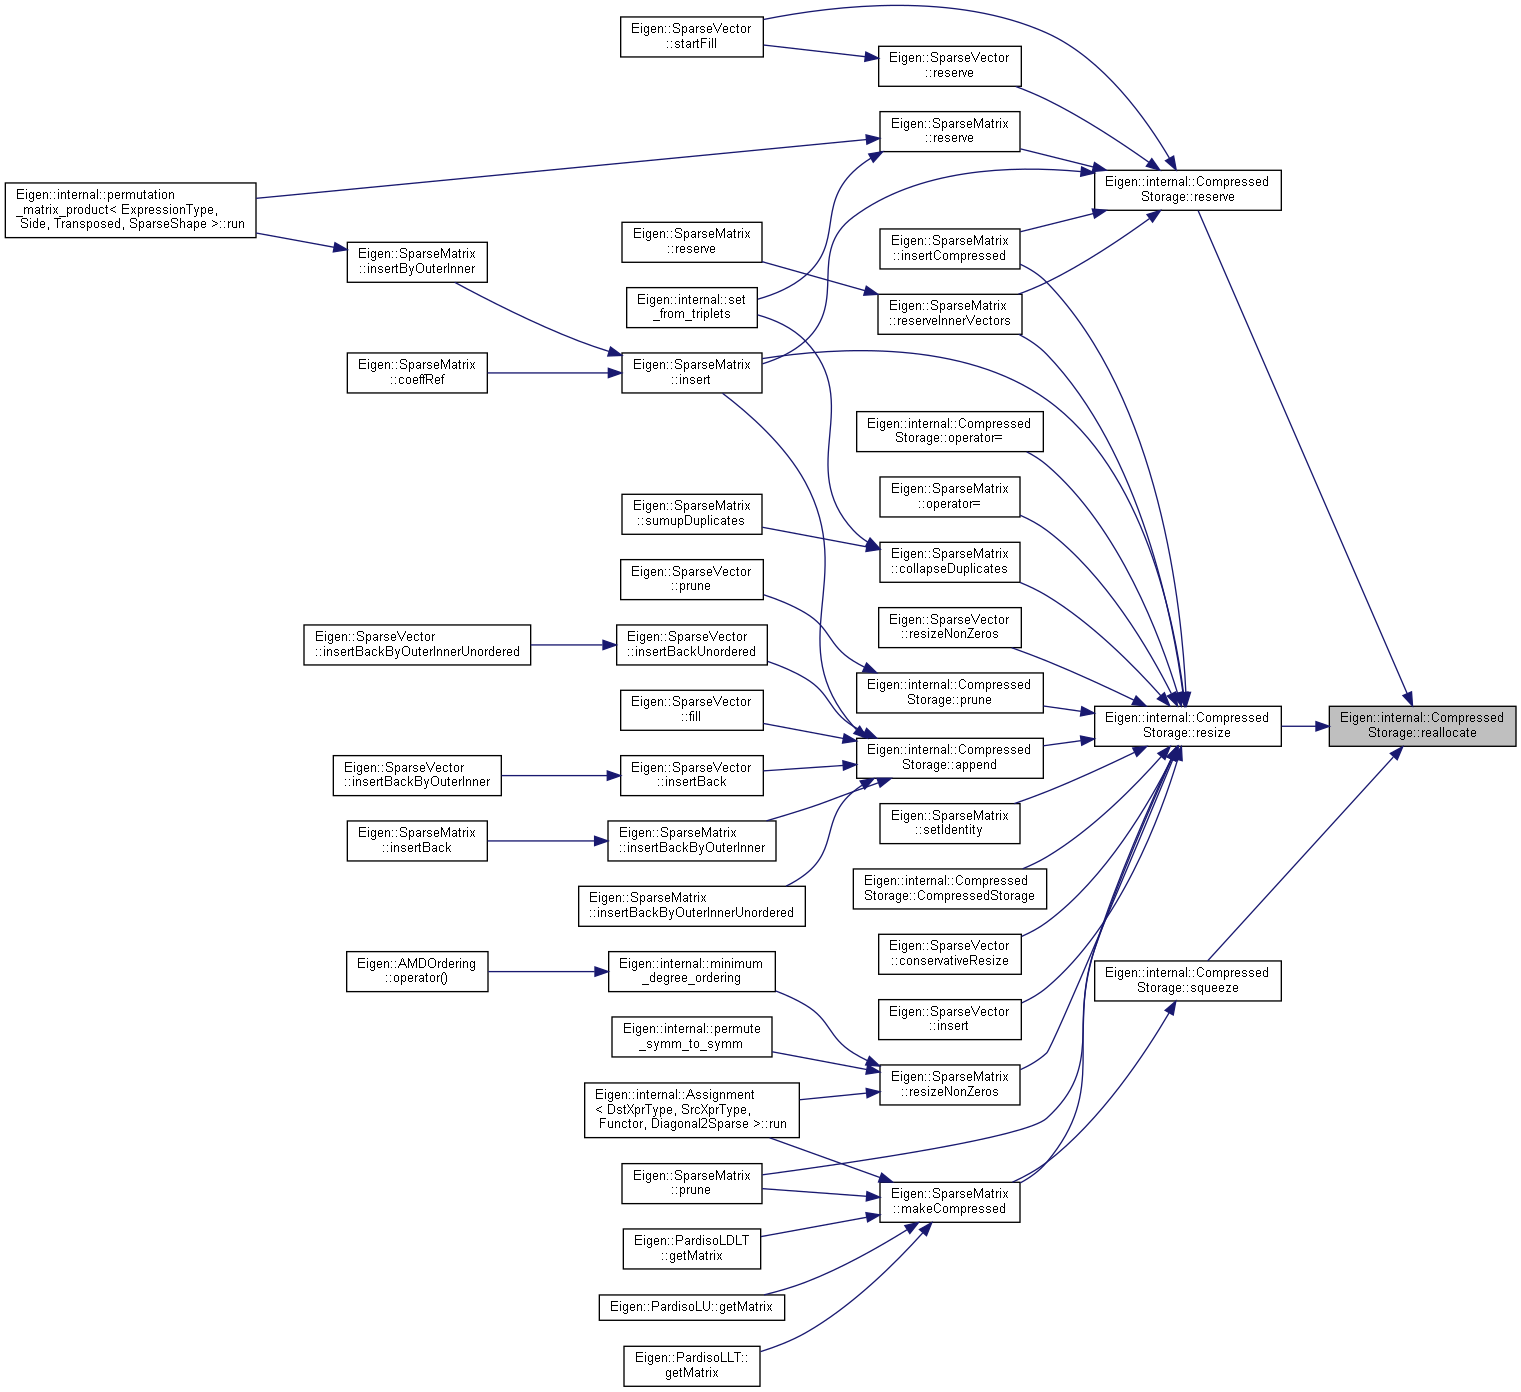 Eigen::SparseVector
::startFill
Eigen::SparseVector
::reserve
Eigen::SparseMatrix
::reserve
Eigen::internal::Compressed
Storage::reserve
Eigen::internal::permutation
_matrix_product< ExpressionType,
Side, Transposed, SparseShape >::run
Eigen::SparseMatrix
::reserve
Eigen::SparseMatrix
::insertCompressed
Eigen::SparseMatrix
::insertByOuterInner
Eigen::internal::set
_from_triplets
Eigen::SparseMatrix
::reserveInnerVectors
Eigen::SparseMatrix
::coeffRef
Eigen::SparseMatrix
::insert
Eigen::internal::Compressed
Storage::operator=
Eigen::SparseMatrix
::operator=
Eigen::SparseMatrix
::sumupDuplicates
Eigen::SparseMatrix
::collapseDuplicates
Eigen::SparseVector
::prune
Eigen::SparseVector
::resizeNonZeros
Eigen::SparseVector
::insertBackByOuterInnerUnordered
Eigen::SparseVector
::insertBackUnordered
Eigen::internal::Compressed
Storage::prune
Eigen::SparseVector
::fill
Eigen::internal::Compressed
Storage::resize
Eigen::internal::Compressed
Storage::reallocate
Eigen::internal::Compressed
Storage::append
Eigen::SparseVector
::insertBackByOuterInner
Eigen::SparseVector
::insertBack
Eigen::SparseMatrix
::setIdentity
Eigen::SparseMatrix
::insertBack
Eigen::SparseMatrix
::insertBackByOuterInner
Eigen::internal::Compressed
Storage::CompressedStorage
Eigen::SparseMatrix
::insertBackByOuterInnerUnordered
Eigen::SparseVector
::conservativeResize
Eigen::AMDOrdering
::operator()
Eigen::internal::minimum
_degree_ordering
Eigen::internal::Compressed
Storage::squeeze
Eigen::SparseVector
::insert
Eigen::internal::permute
_symm_to_symm
Eigen::SparseMatrix
::resizeNonZeros
Eigen::internal::Assignment
< DstXprType, SrcXprType,
Functor, Diagonal2Sparse >::run
Eigen::SparseMatrix
::prune
Eigen::SparseMatrix
::makeCompressed
Eigen::PardisoLDLT
::getMatrix
Eigen::PardisoLU::getMatrix
Eigen::PardisoLLT::
getMatrix